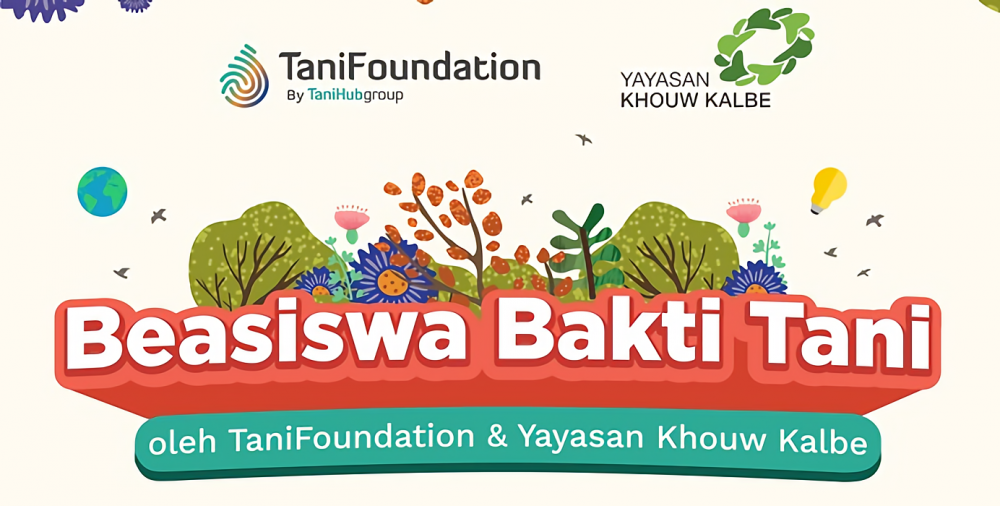 TaniFoundation
By TaniHubgroup
YAYASAN
KHOUW KALBE
Beasiswa Bakti Tani
oleh TaniFoundation & Yayasan Khouw Kalbe